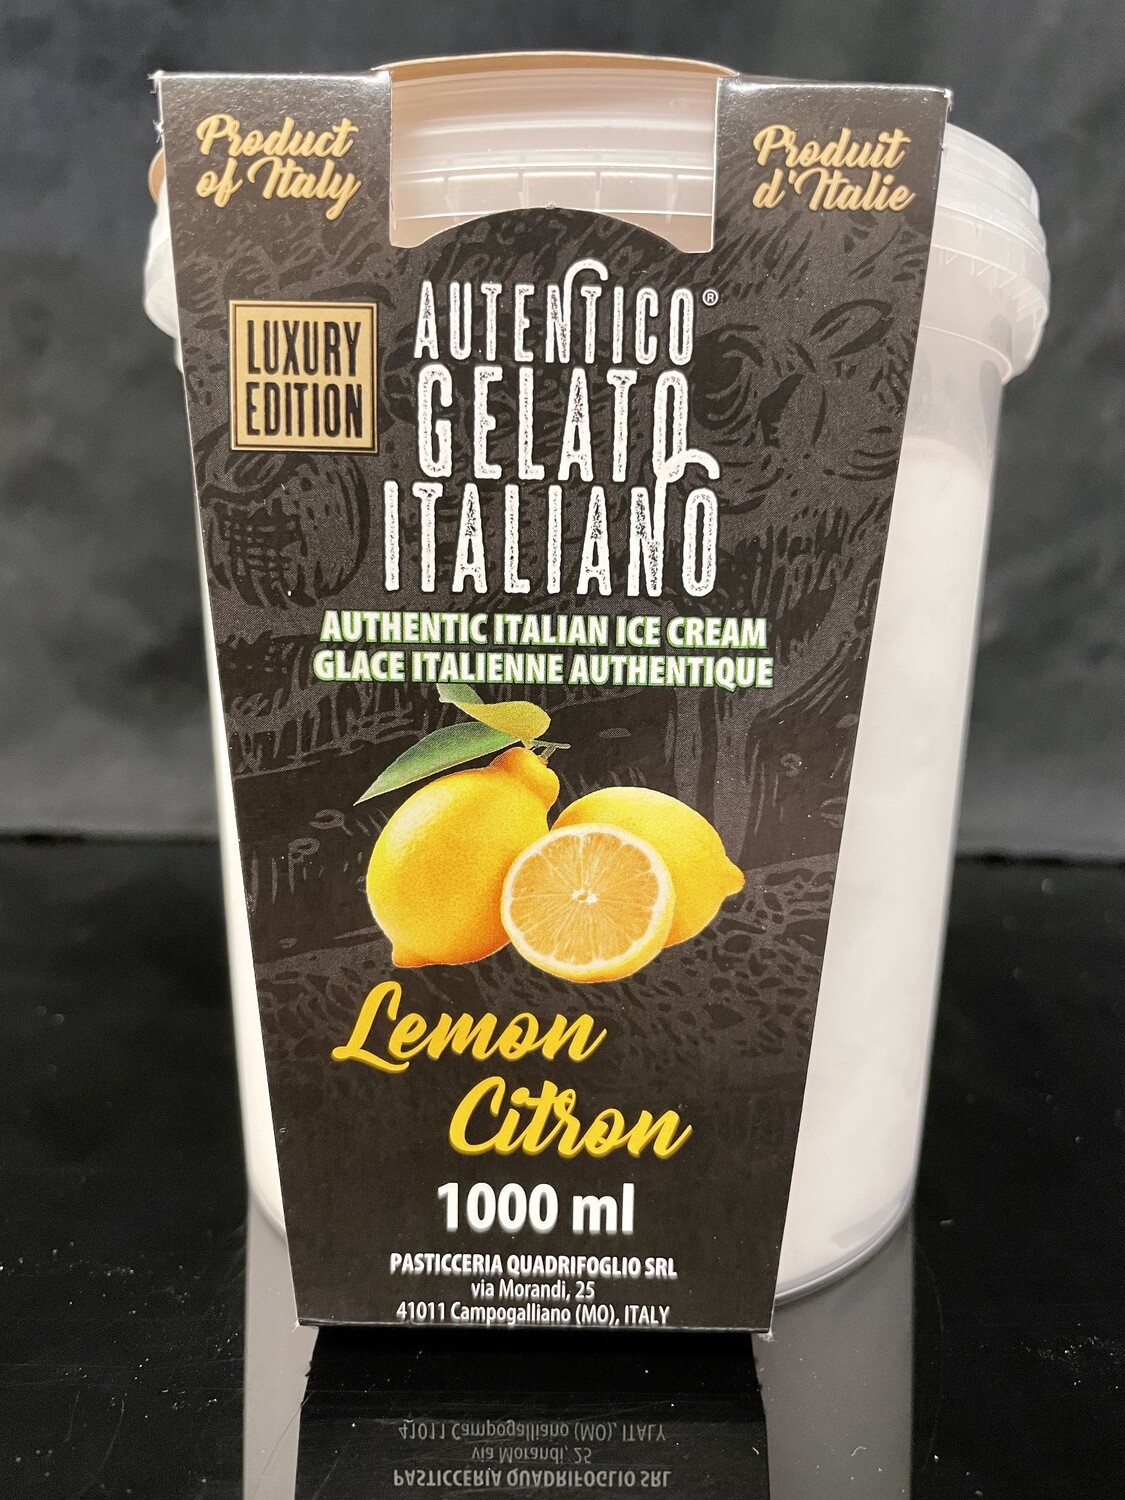 Product
of Italy
Produit
d'Italie
LUXURY
EDITION
AUTENTICO®
GELATO
ITALIANO
AUTHENTIC ITALIAN ICE CREAM
GLACE ITALIENNE AUTHENTIQUE
Lemon
Citron
1000 ml
PASTICCERIA QUADRIFOGLIO SRL
via Morandi, 25
41011 Campogalliano (MO), ITALY